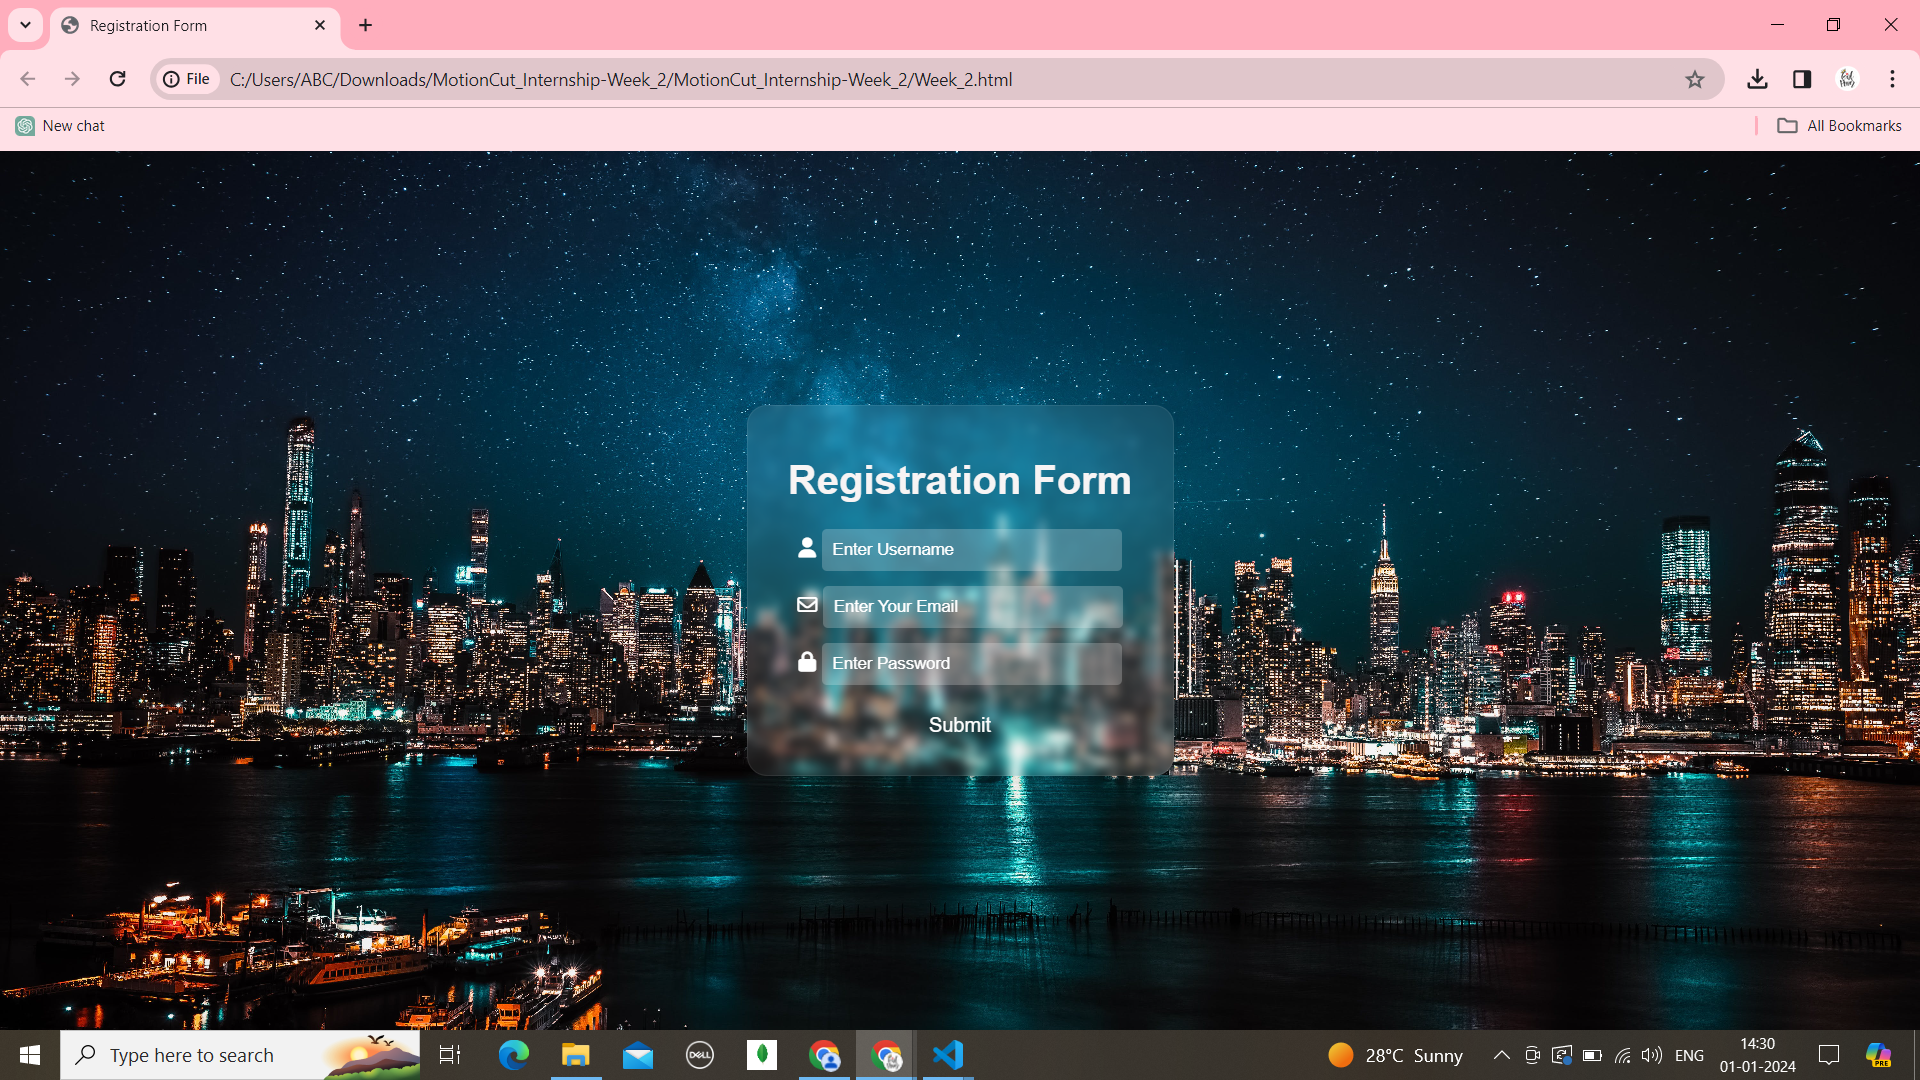 Registration Form
File C:/Users/ABC/Downloads/MotionCut_Internship-Week_2/MotionCut_Internship-Week_2/Week_2.html
New chat
All Bookmarks
Registration Form
Enter Username
Enter Your Email
Enter Password
Submit
Type here to search
DELL
28°C Sunny
ENG
14:30
01-01-2024
PRE